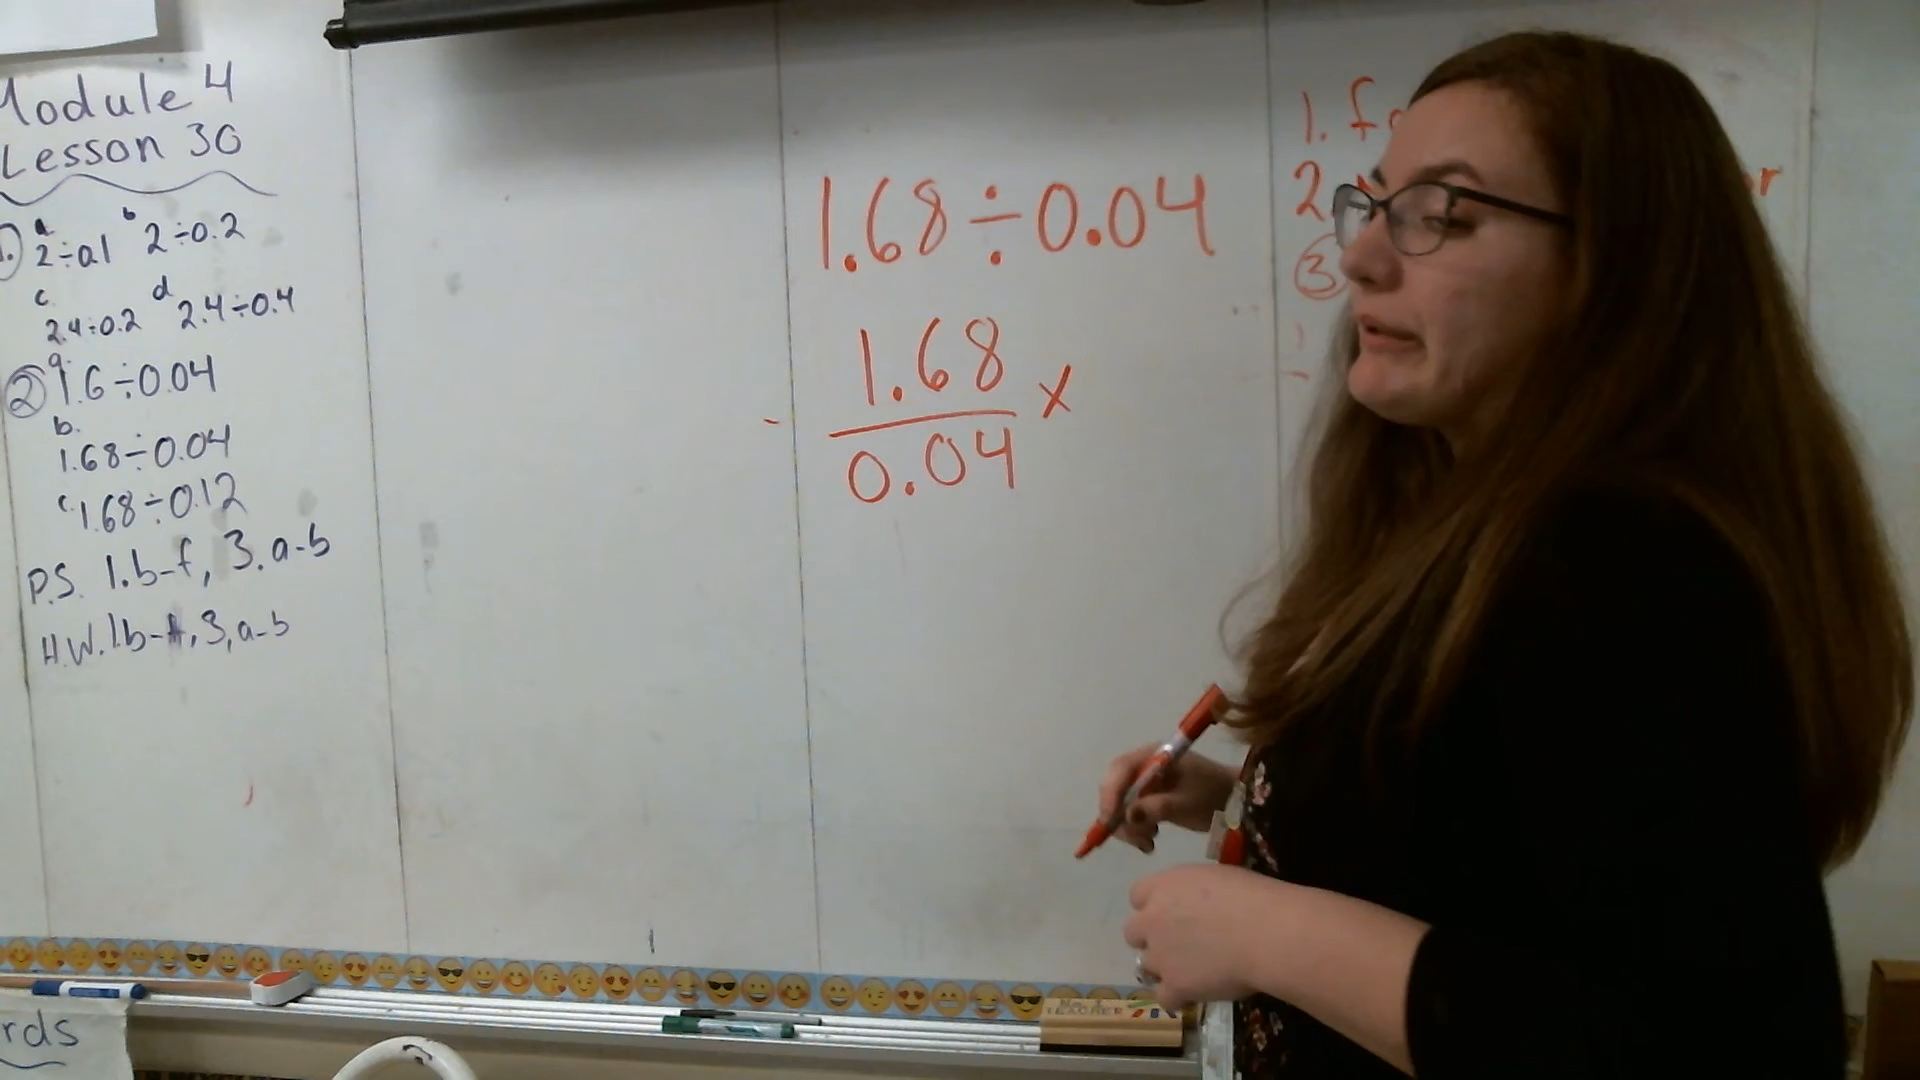 Module 4
Lesson 30
1. a 2÷0.1 b 2÷0.2
c. 2.4÷0.2 d 2.4÷0.4
2 a. 1.6÷0.04
b. 1.68÷0.04
c. 1.68÷0.12
P.S. 1.b-f, 3.a-b
H.W. 1.b-f, 3,a-b
1.68÷0.04
1.68 x
0.04
1.
2.
3
rds
TEACHER